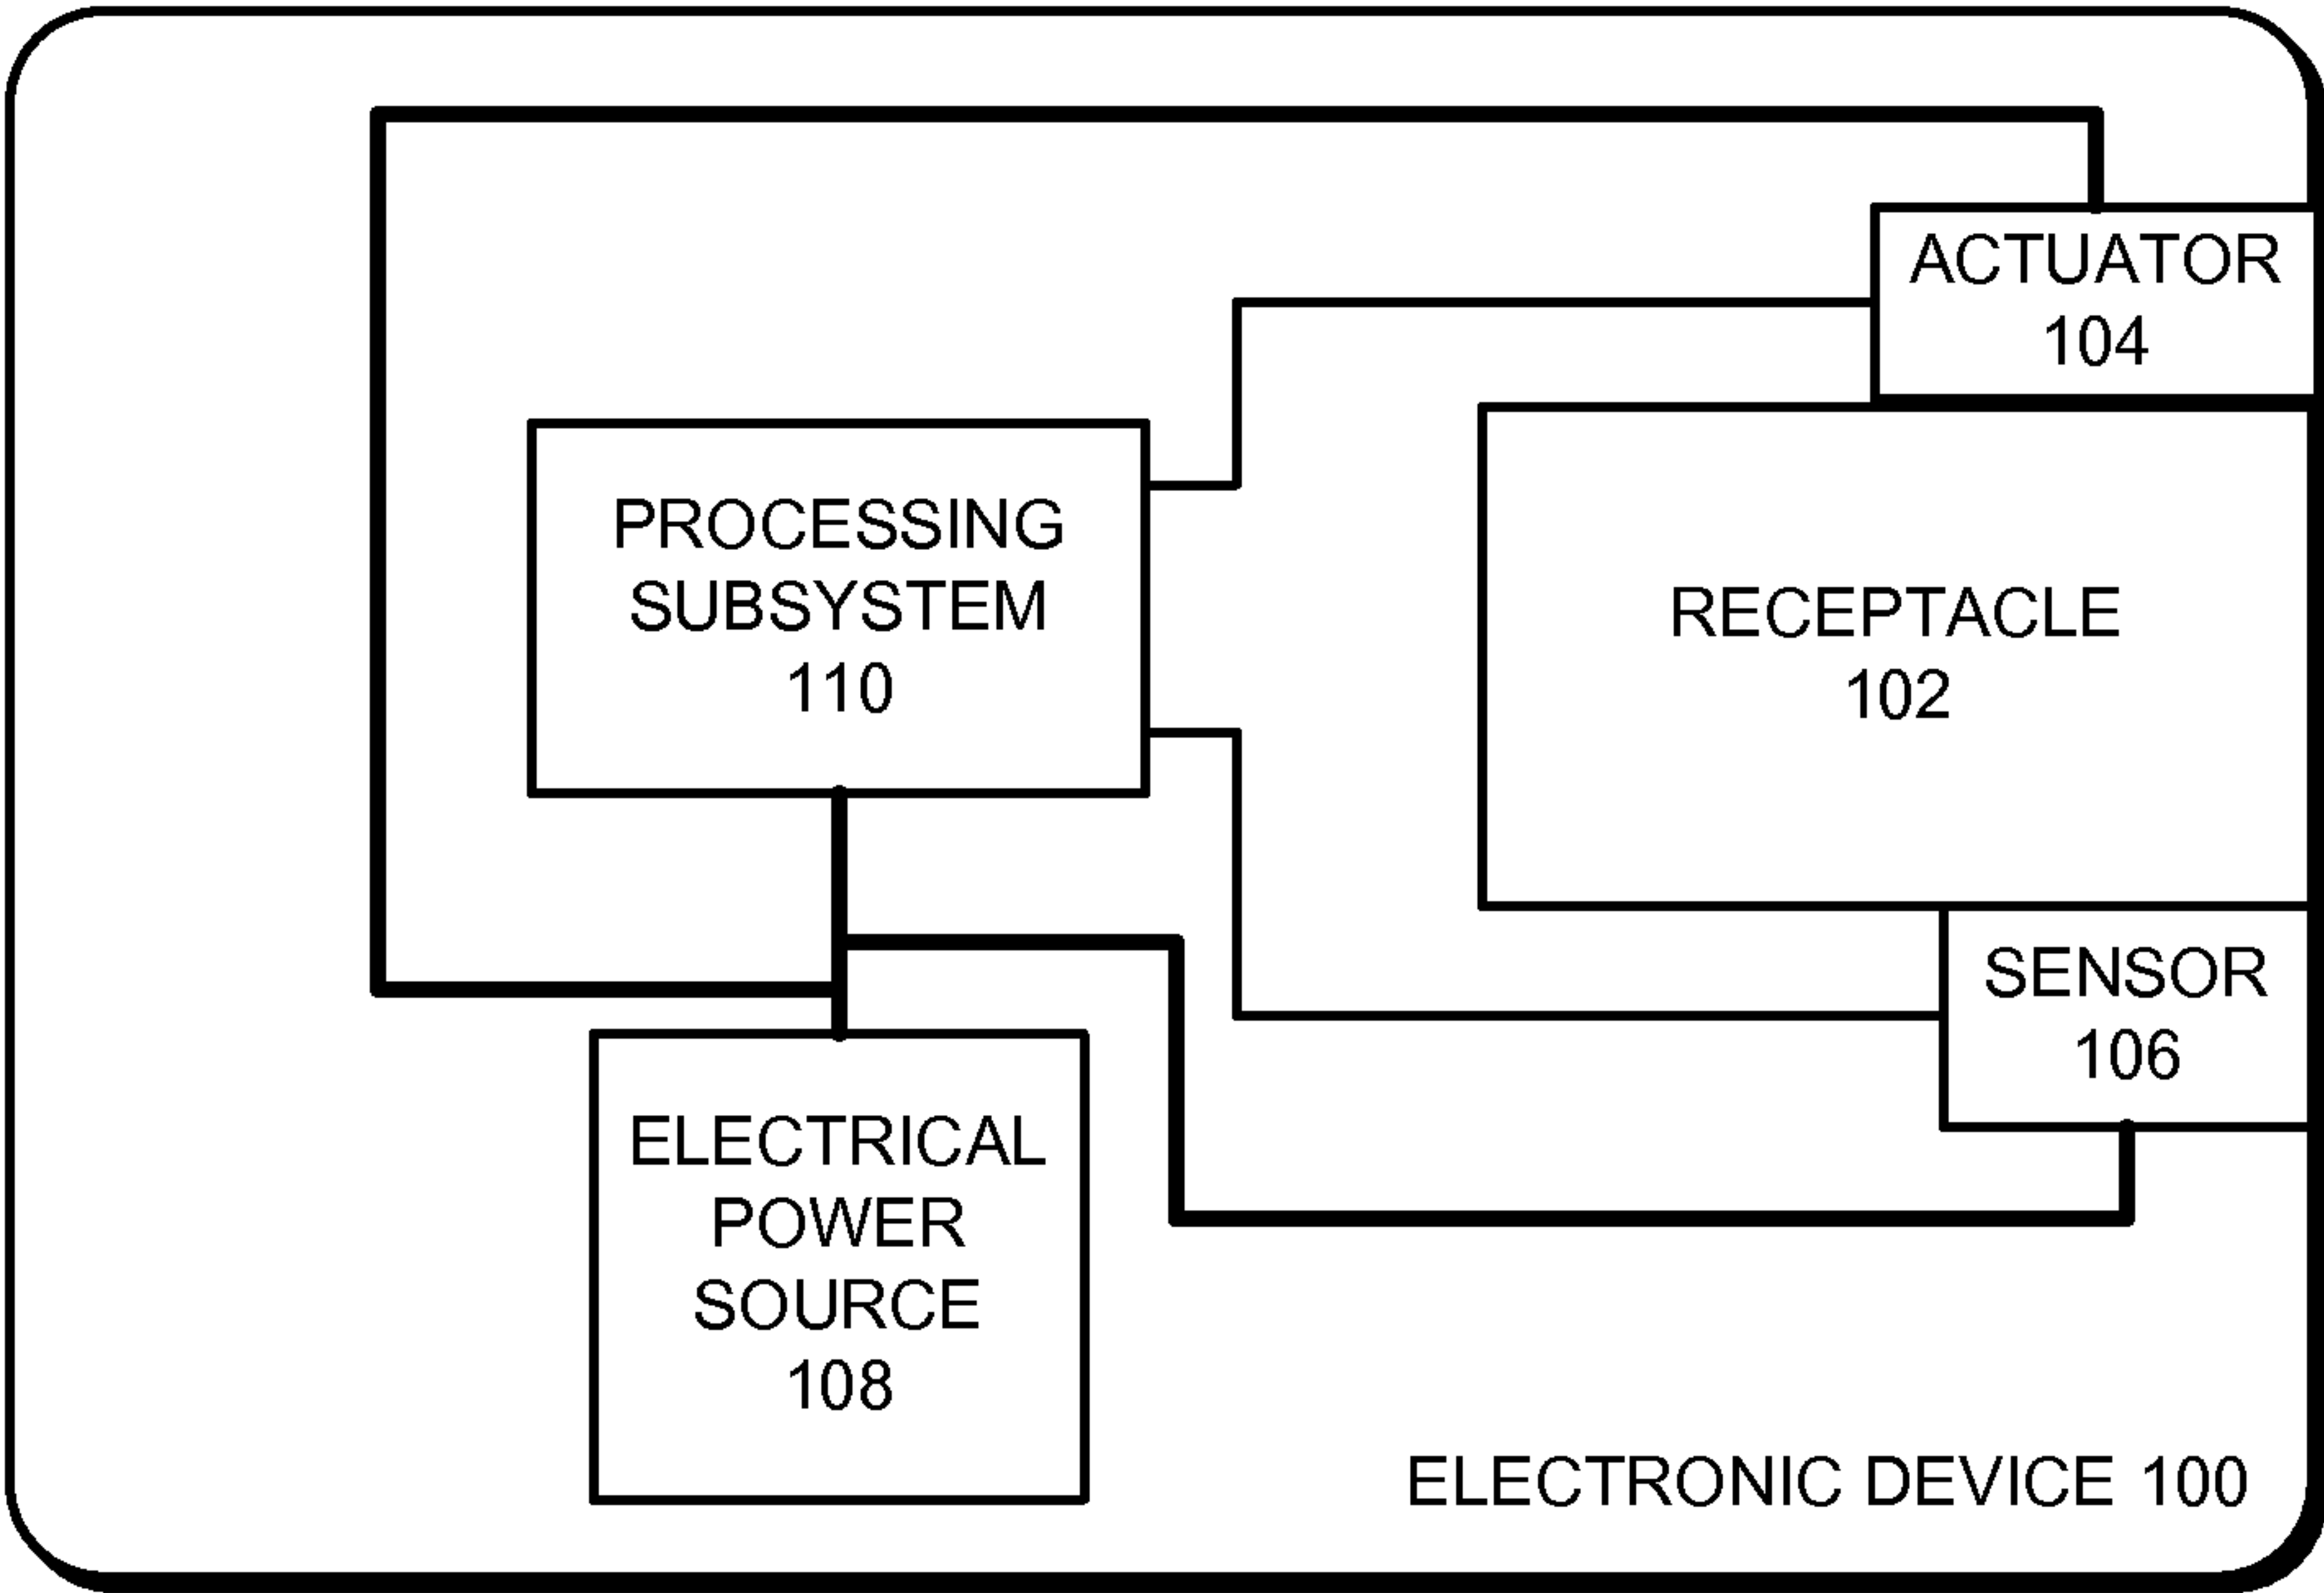 ACTUATOR
104
PROCESSING
SUBSYSTEM
110
RECEPTACLE
102
SENSOR
106
ELECTRICAL
POWER
SOURCE
108
ELECTRONIC DEVICE 100